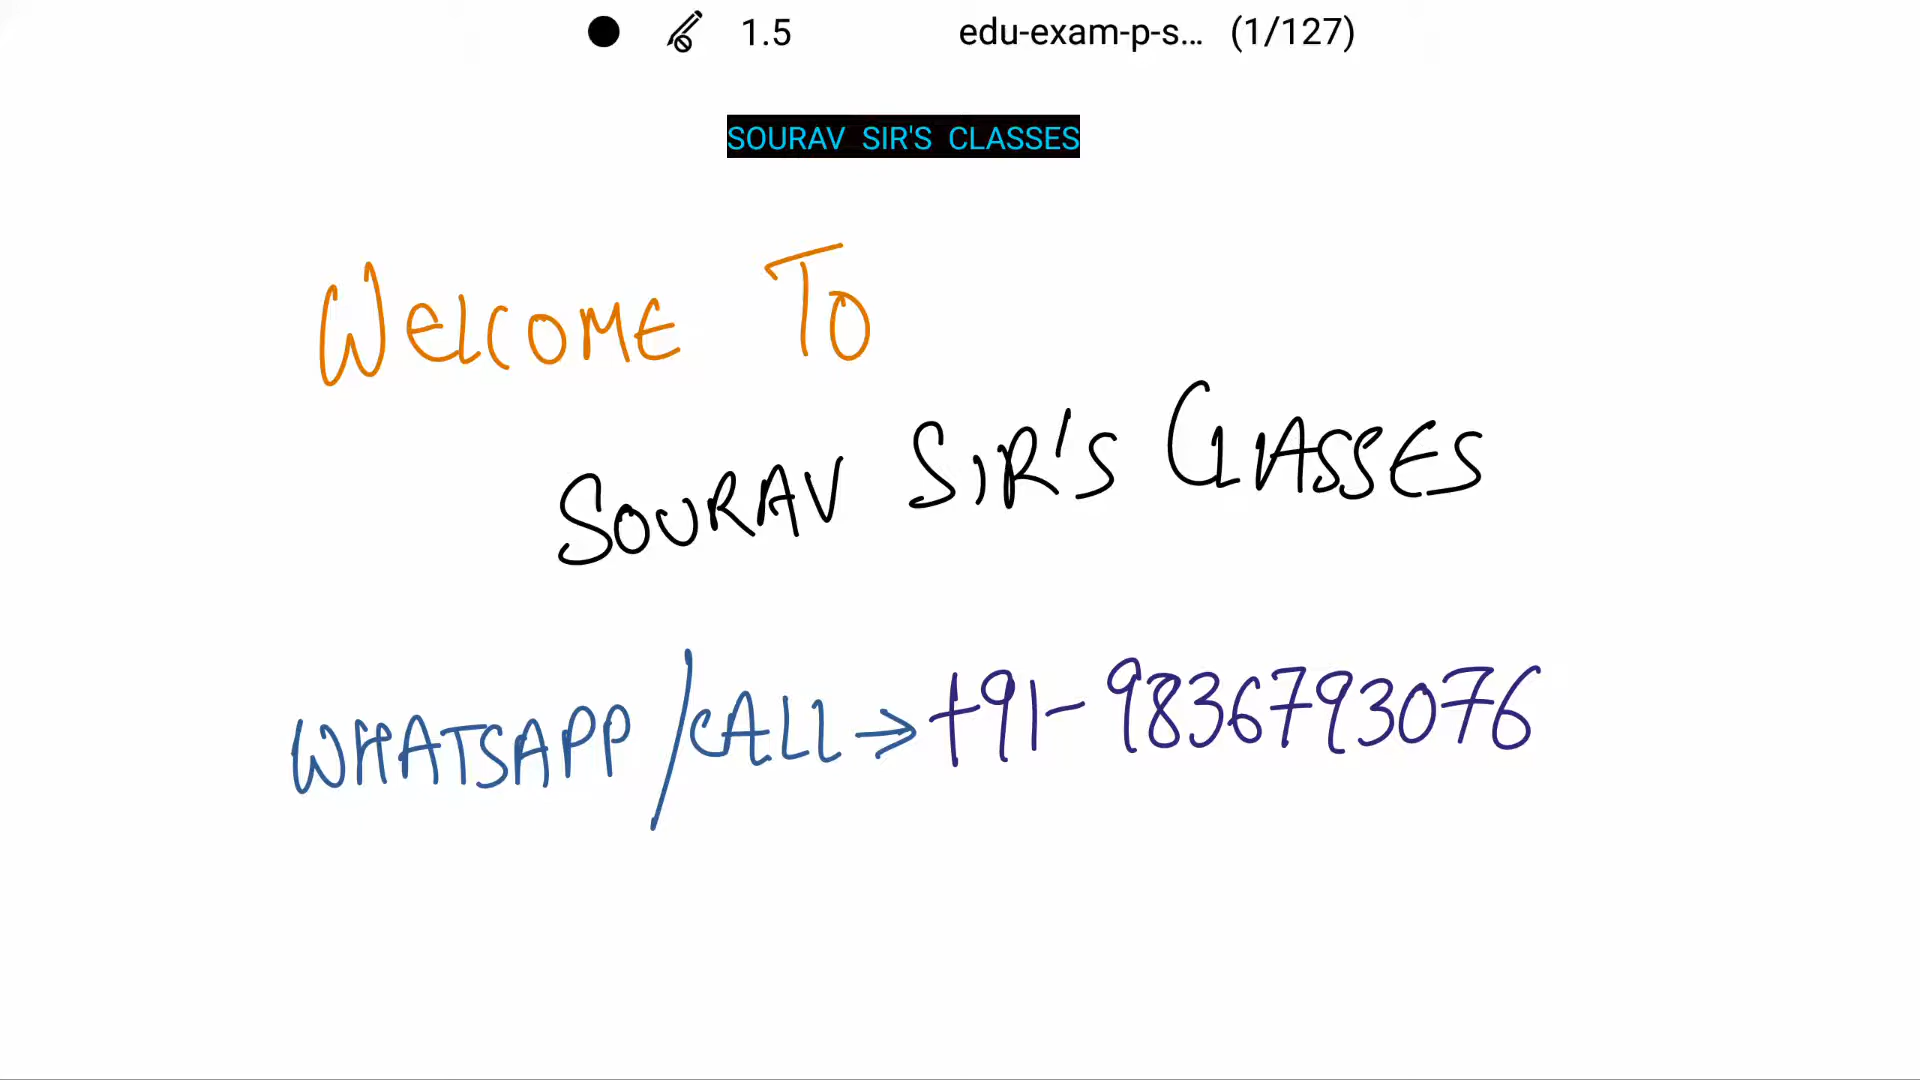 1.5 edu-exam-p-s... (1/127)
SOURAV SIR'S CLASSES
WELCOME TO
SOURAV SIR'S CLASSES
WHATSAPP/CALL → +91-9836793076